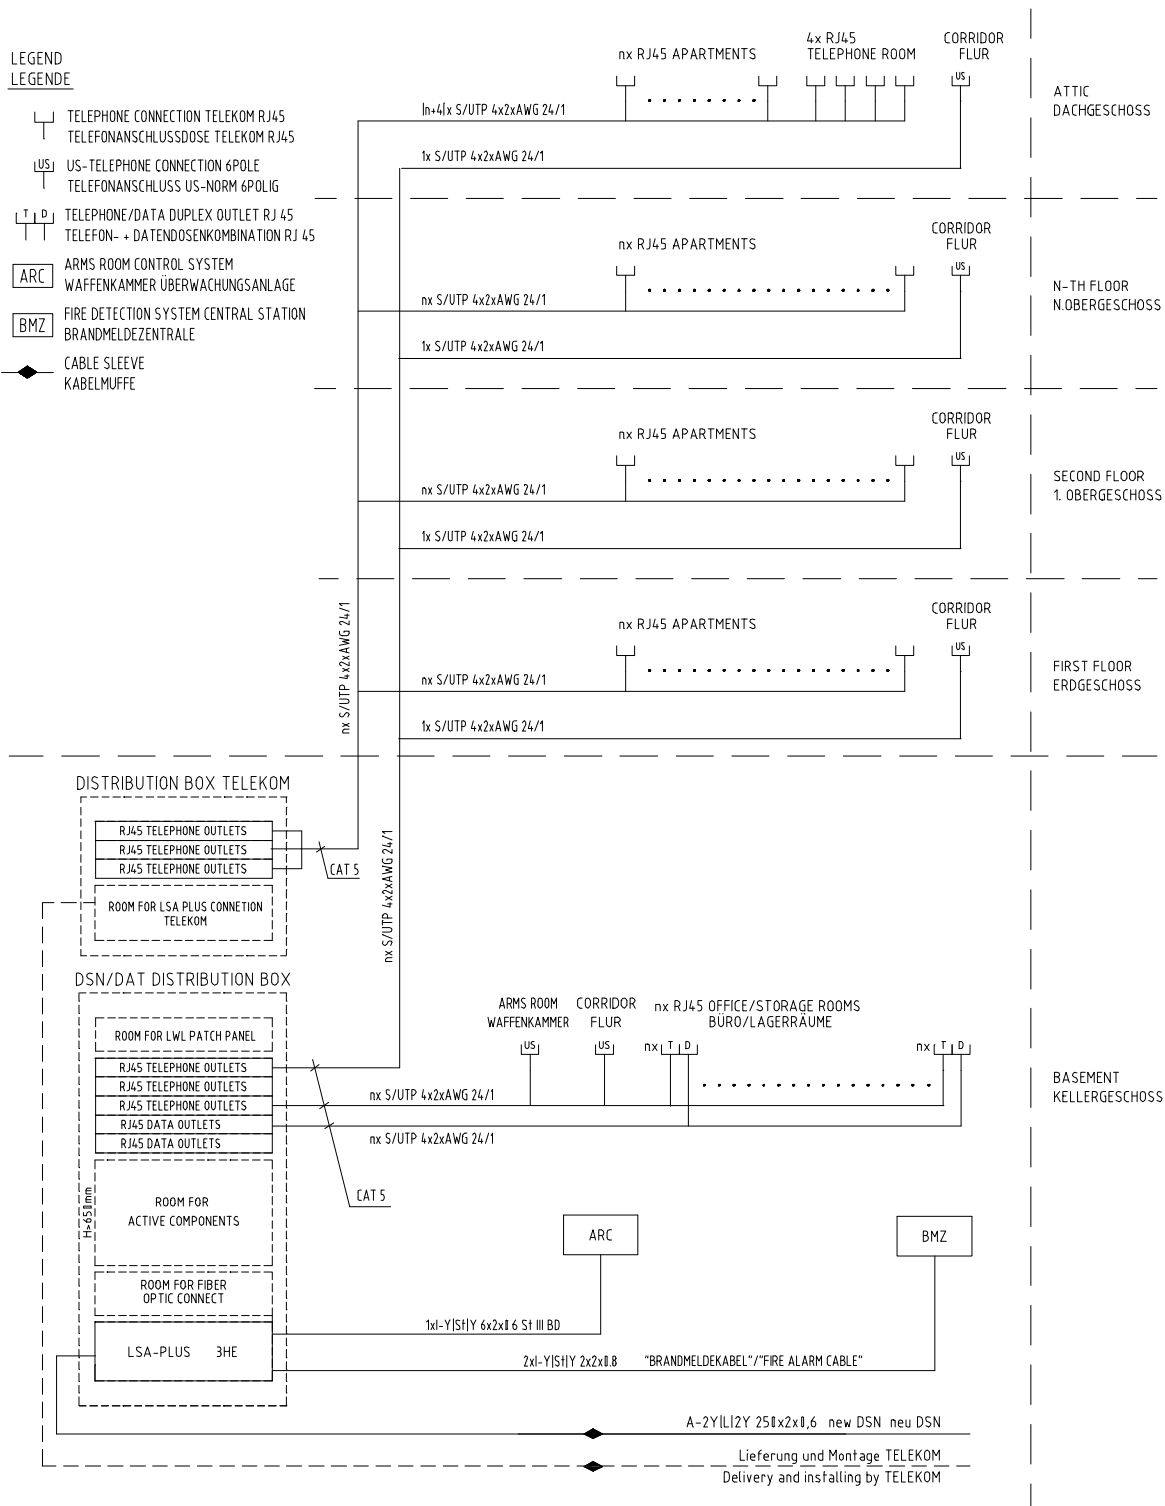 LEGEND
LEGENDE
TELEPHONE CONNECTION TELEKOM RJ45
TELEFONANSCHLUSSDOSE TELEKOM RJ45
US
US-TELEPHONE CONNECTION 6POLE
TELEFONANSCHLUSS US-NORM 6POLIG
T D
TELEPHONE/DATA DUPLEX OUTLET RJ 45
TELEFON- + DATENDOSENKOMBINATION RJ 45
ARC
ARMS ROOM CONTROL SYSTEM
WAFFENKAMMER ÜBERWACHUNGSANLAGE
BMZ
FIRE DETECTION SYSTEM CENTRAL STATION
BRANDMELDEZENTRALE
CABLE SLEEVE
KABELMUFFE
nx RJ45 APARTMENTS
4x RJ45
TELEPHONE ROOM
CORRIDOR
FLUR
US
|n+4|x S/UTP 4x2xAWG 24/1
1x S/UTP 4x2xAWG 24/1
ATTIC
DACHGESCHOSS
nx RJ45 APARTMENTS
CORRIDOR
FLUR
US
nx S/UTP 4x2xAWG 24/1
1x S/UTP 4x2xAWG 24/1
N-TH FLOOR
N.OBERGESCHOSS
nx RJ45 APARTMENTS
CORRIDOR
FLUR
US
nx S/UTP 4x2xAWG 24/1
1x S/UTP 4x2xAWG 24/1
SECOND FLOOR
1. OBERGESCHOSS
nx RJ45 APARTMENTS
CORRIDOR
FLUR
US
nx S/UTP 4x2xAWG 24/1
1x S/UTP 4x2xAWG 24/1
FIRST FLOOR
ERDGESCHOSS
nx S/UTP 4x2xAWG 24/1
nx S/UTP 4x2xAWG 24/1
DISTRIBUTION BOX TELEKOM
RJ45 TELEPHONE OUTLETS
RJ45 TELEPHONE OUTLETS
RJ45 TELEPHONE OUTLETS
CAT 5
ROOM FOR LSA PLUS CONNETION
TELEKOM
DSN/DAT DISTRIBUTION BOX
ROOM FOR LWL PATCH PANEL
RJ45 TELEPHONE OUTLETS
RJ45 TELEPHONE OUTLETS
RJ45 TELEPHONE OUTLETS
RJ45 DATA OUTLETS
RJ45 DATA OUTLETS
H>650mm
ROOM FOR
ACTIVE COMPONENTS
ROOM FOR FIBER
OPTIC CONNECT
LSA-PLUS 3HE
CAT 5
ARMS ROOM
WAFFENKAMMER
US
CORRIDOR
FLUR
US
nx RJ45 OFFICE/STORAGE ROOMS
BÜRO/LAGERRÄUME
nx T D
nx T D
nx S/UTP 4x2xAWG 24/1
nx S/UTP 4x2xAWG 24/1
BASEMENT
KELLERGESCHOSS
ARC
BMZ
1xI-Y|St|Y 6x2x0 6 St III BD
2xI-Y|St|Y 2x2x0.8 "BRANDMELDEKABEL"/"FIRE ALARM CABLE"
A-2Y|L|2Y 250x2x0,6 new DSN neu DSN
Lieferung und Montage TELEKOM
Delivery and installing by TELEKOM